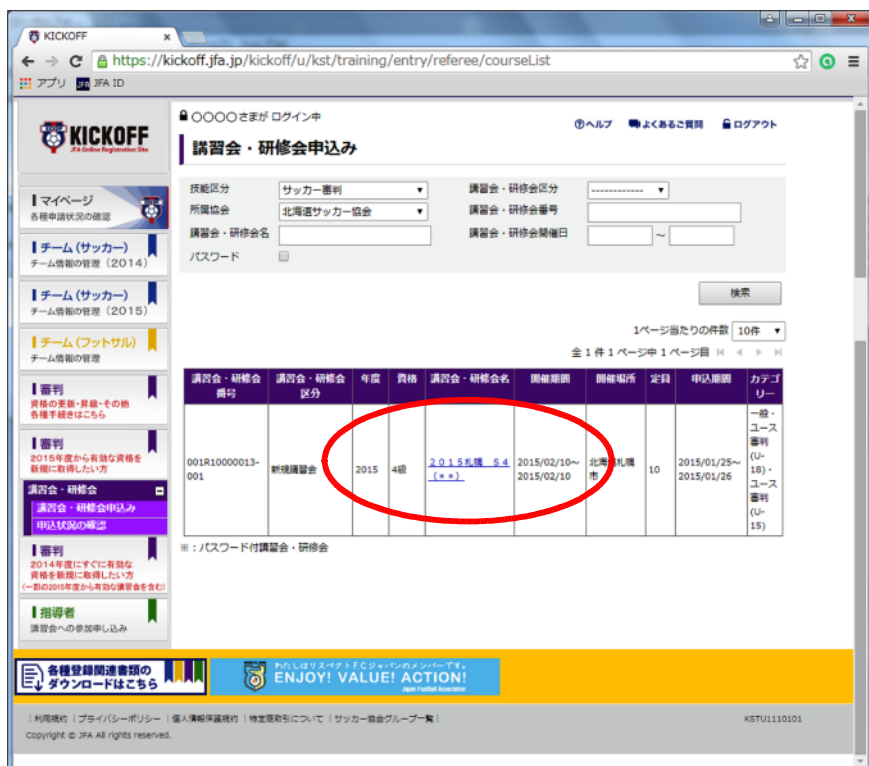 KICKOFF
https://kickoff.jfa.jp/kickoff/u/kst/training/entry/referee/courseList
アプリ JFA JFA ID
KICKOFF
JFA Online Registration Site
○○○○さまが ログイン中
ヘルプ よくあるご質問 ログアウト
講習会・研修会申込み
技能区分 サッカー審判 講習会・研修会区分 ------------
所属協会 北海道サッカー協会 講習会・研修会番号
講習会・研修会名 講習会・研修会開催日 ～
パスワード
検索
1ページ当たりの件数 10件
全 1 件 1 ページ中 1 ページ目
マイページ
各種申請状況の確認
チーム (サッカー)
チーム情報の管理（2014）
チーム (サッカー)
チーム情報の管理（2015）
チーム (フットサル)
チーム情報の管理
審判
資格の更新・昇級・その他
各種手続きはこちら
審判
2015年度から有効な資格を
新規に取得したい方
講習会・研修会
講習会・研修会申込み
申込状況の確認
審判
2014年度にすぐに有効な
資格を新規に取得したい方
(一部の2015年度から有効な講習会を含む)
指導者
講習会への参加申し込み
講習会・研修会番号 講習会・研修会区分 年度 資格 講習会・研修会名 開催期間 開催場所 定員 申込期間 カテゴリー
001R10000013-001 新規講習会 2015 4級 2015札幌 S4 (**) 2015/02/10～2015/02/10 北海道札幌市 10 2015/01/25～2015/01/26 一般・ユース審判(U-18)・ユース審判(U-15)
※：パスワード付講習会・研修会
各種登録関連書類の
ダウンロードはこちら
わたしはリスペクトF.C.ジャパンのメンバーです。
ENJOY! VALUE! ACTION!
Japan Football Association
| 利用規約 | プライバシーポリシー | 個人情報保護規約 | 特定商取引について | サッカー協会グループ一覧 |
KSTU1110101
Copyright © JFA All rights reserved.